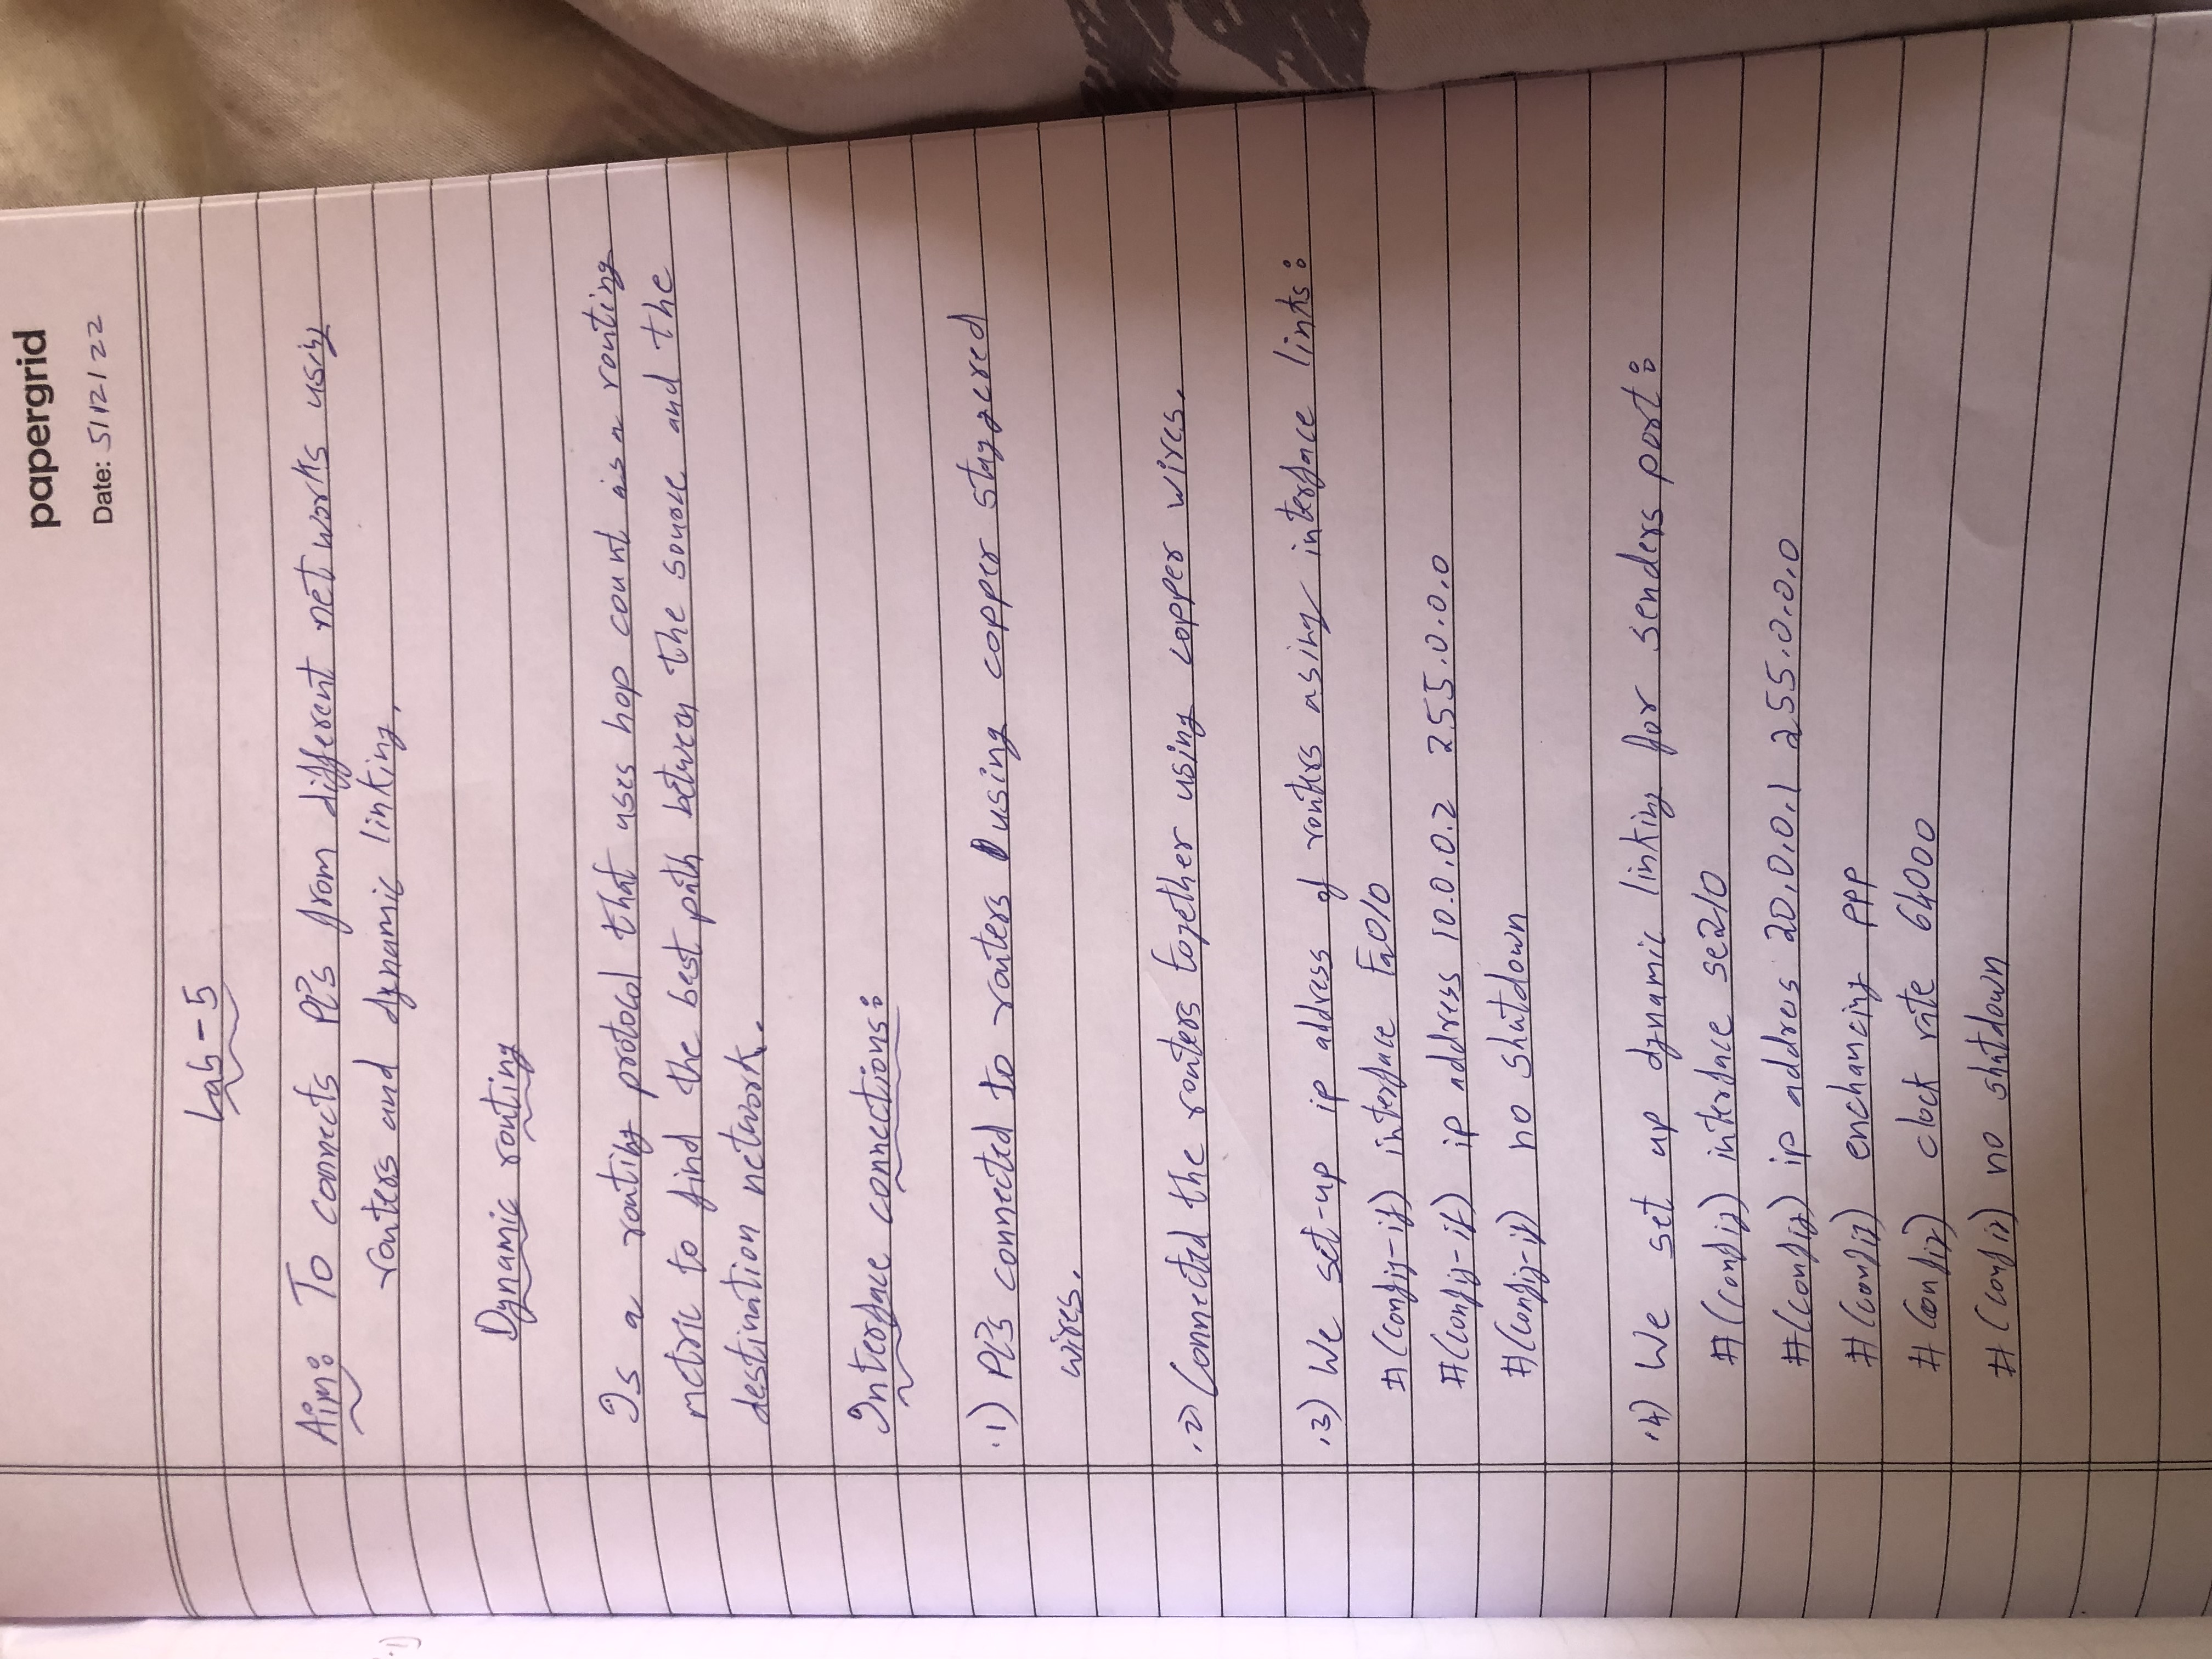 papergrid
Date: 5/12/22
Lab-5
Aim: To connects PC's from different networks using
routers and dynamic linking.
Dynamic routing
Is a routing protocol that uses hop count as a routing
metric to find the best path between the source and the
destination network.
Interface connections:
.1) PC's connected to routers using copper staggered
wires.
.2) Connected the routers together using copper wires.
.3) We set-up ip address of routers using interface links:
#(config-if) interface Fa0/0
#(config-if) ip address 10.0.0.2 255.0.0.0
#(config-if) no shutdown
.4) We set up dynamic linking for senders port:
#(config) interface se2/0
#(config) ip address 20.0.0.1 255.0.0.0
#(config) enchancing ppp
#(config) clock rate 64000
#(config) no shutdown